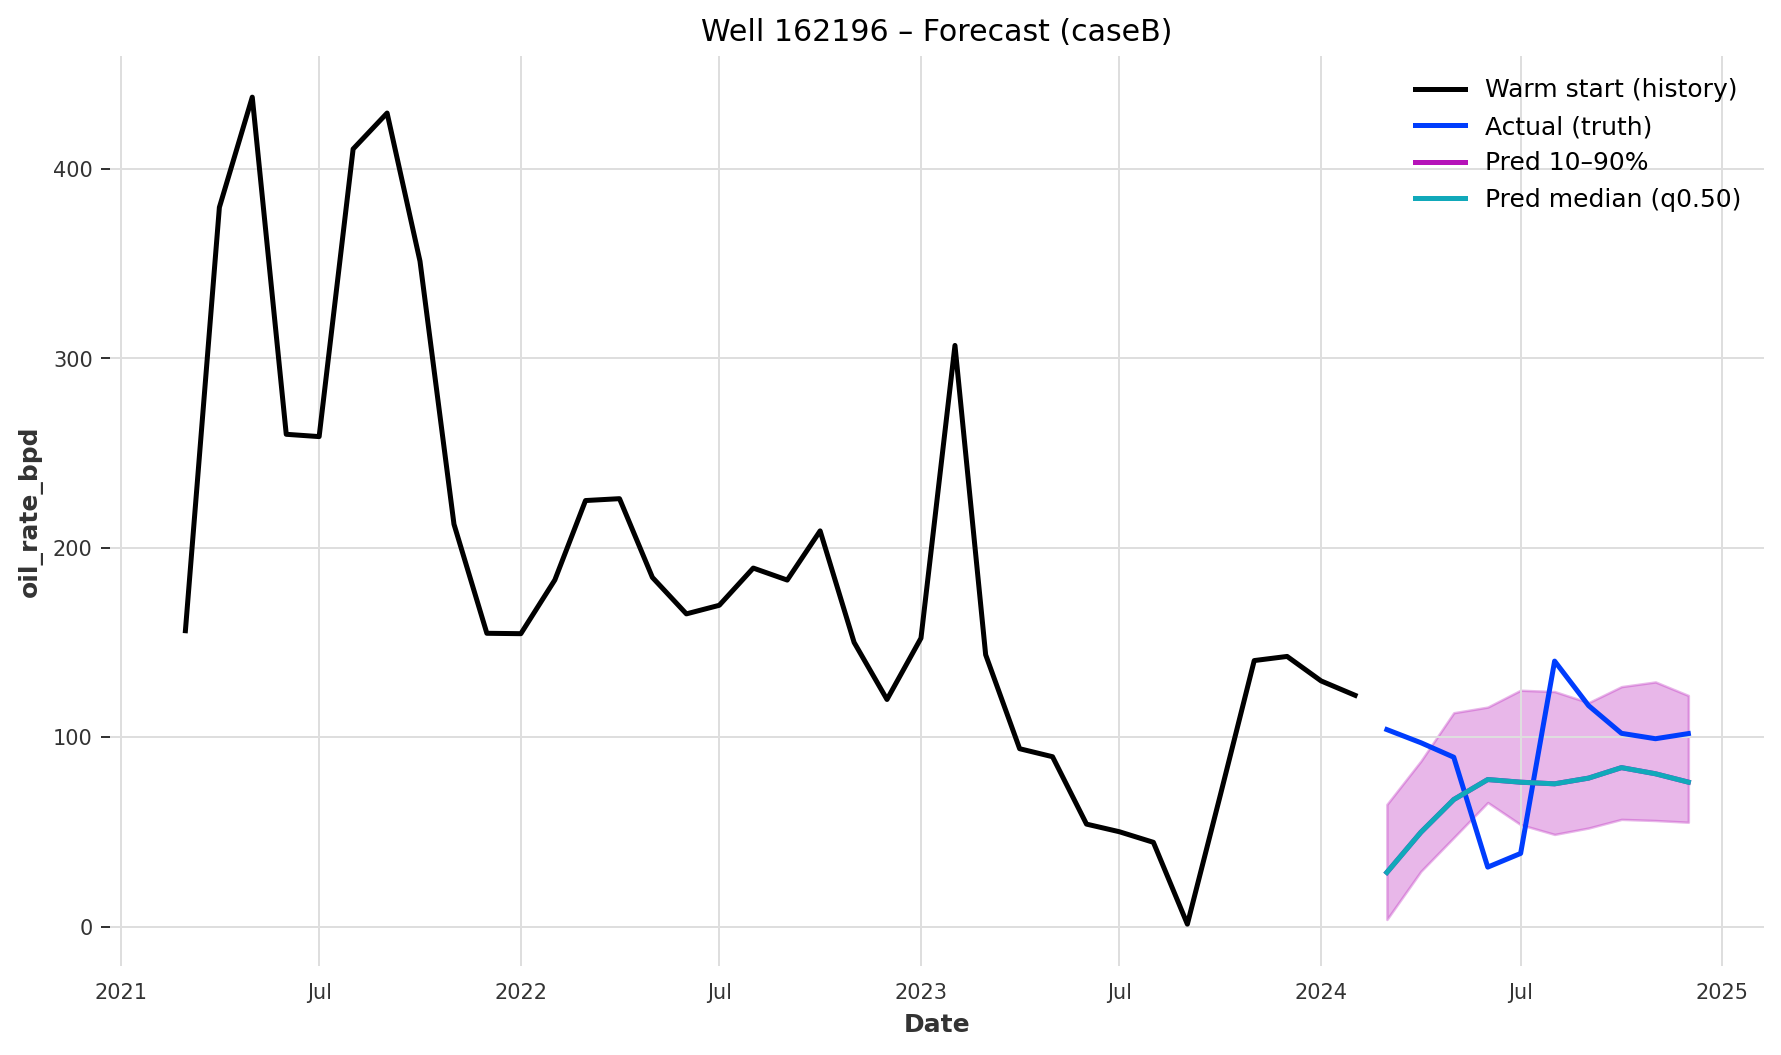 Well 162196 – Forecast (caseB)
Warm start (history)
Actual (truth)
Pred 10–90%
Pred median (q0.50)
oil_rate_bpd
400
300
200
100
0
2021
Jul
2022
Jul
2023
Jul
2024
Jul
2025
Date